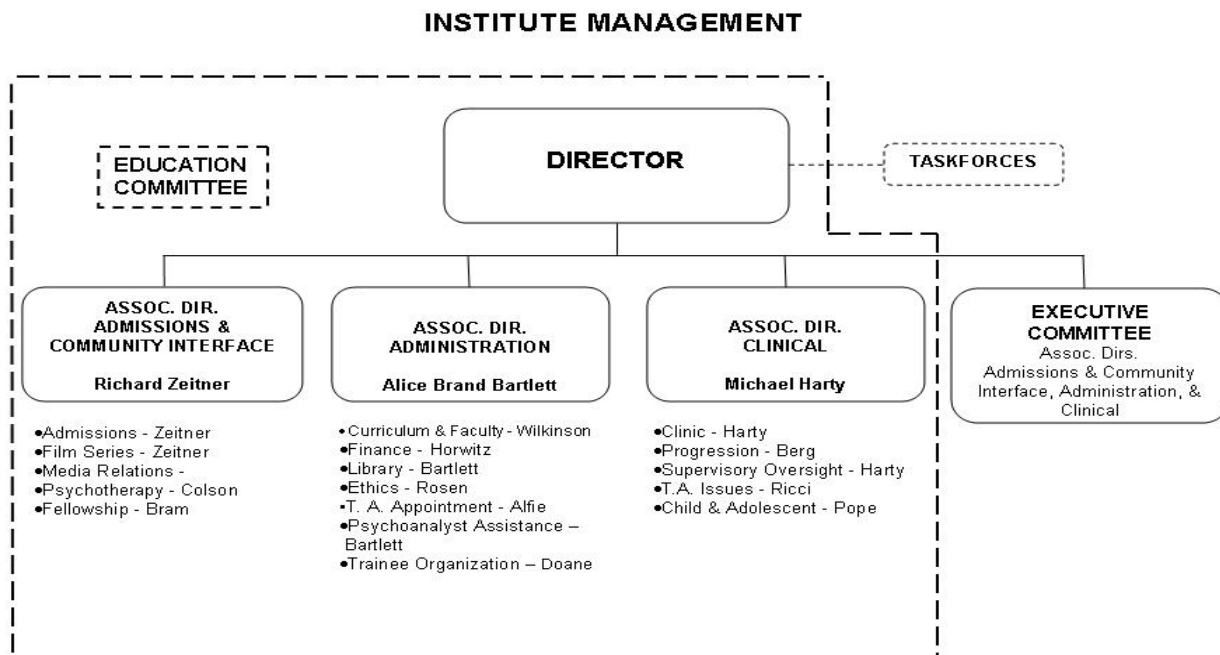 INSTITUTE MANAGEMENT
EDUCATION
COMMITTEE
DIRECTOR
TASKFORCES
ASSOC. DIR.
ADMISSIONS &
COMMUNITY INTERFACE
Richard Zeitner
•Admissions - Zeitner
•Film Series - Zeitner
•Media Relations -
•Psychotherapy - Colson
•Fellowship - Bram
ASSOC. DIR.
ADMINISTRATION
Alice Brand Bartlett
•Curriculum & Faculty - Wilkinson
•Finance - Horwitz
•Library - Bartlett
•Ethics - Rosen
•T. A. Appointment - Alfie
•Psychoanalyst Assistance –
Bartlett
•Trainee Organization – Doane
ASSOC. DIR.
CLINICAL
Michael Harty
•Clinic - Harty
•Progression - Berg
•Supervisory Oversight - Harty
•T.A. Issues - Ricci
•Child & Adolescent - Pope
EXECUTIVE
COMMITTEE
Assoc. Dirs.
Admissions & Community
Interface, Administration, &
Clinical